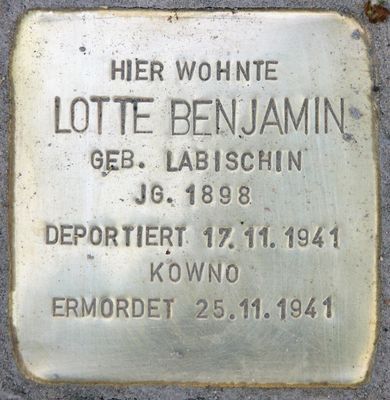 HIER WOHNTE
LOTTE BENJAMIN
GEB. LABISCHIN
JG. 1898
DEPORTIERT 17.11.1941
KOWNO
ERMORDET 25.11.1941